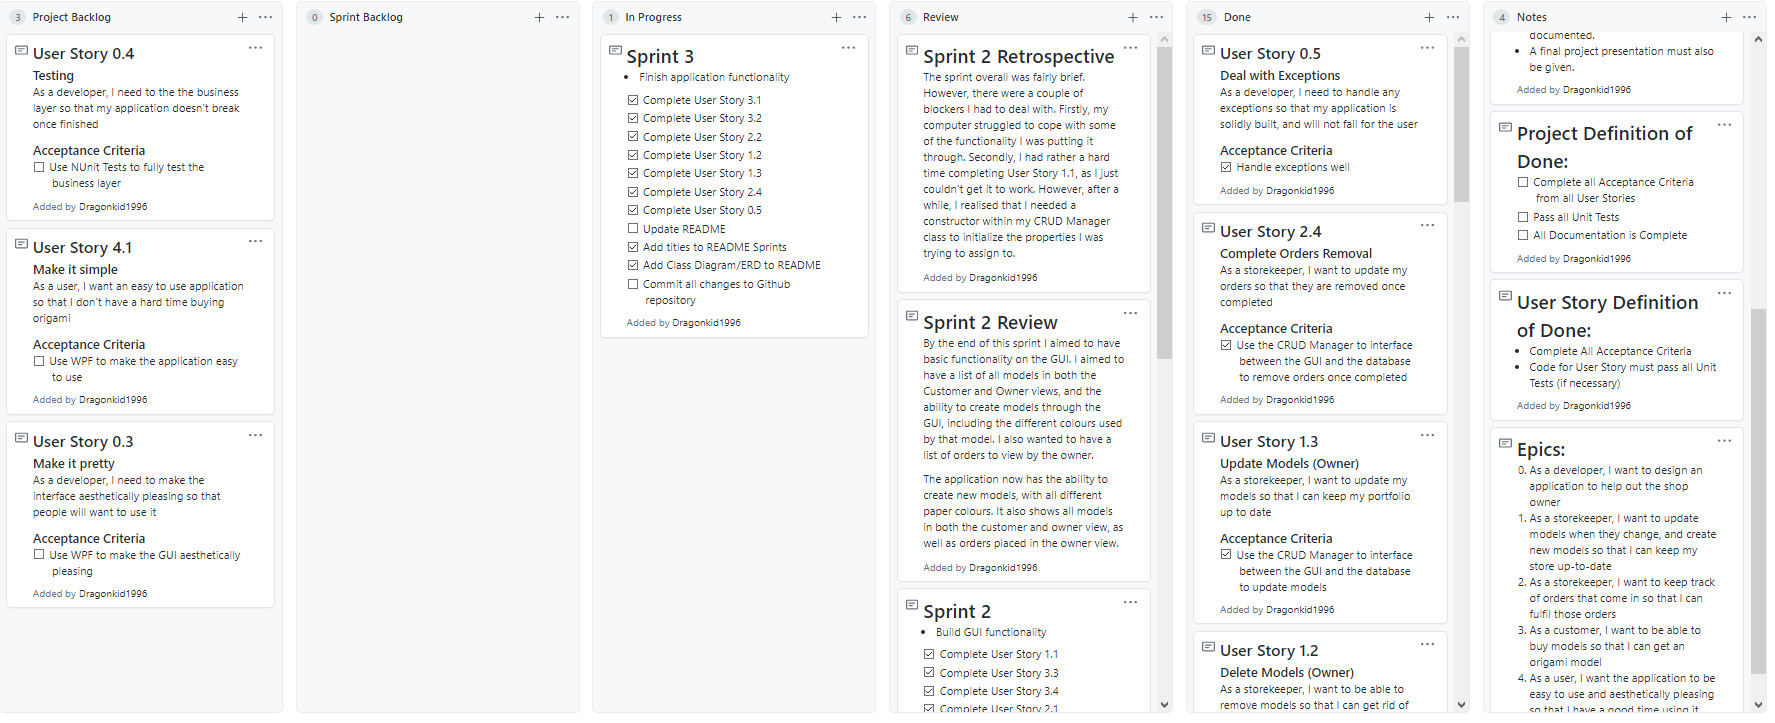 3 Project Backlog
User Story 0.4
Testing
As a developer, I need to the the business
layer so that my application doesn't break
once finished
Acceptance Criteria
Use NUnit Tests to fully test the
business layer
Added by Dragonkid1996
User Story 4.1
Make it simple
As a user, I want an easy to use application
so that I don't have a hard time buying
origami
Acceptance Criteria
Use WPF to make the application easy
to use
Added by Dragonkid1996
User Story 0.3
Make it pretty
As a developer, I need to make the
interface aesthetically pleasing so that
people will want to use it
Acceptance Criteria
Use WPF to make the GUI aesthetically
pleasing
Added by Dragonkid1996
0 Sprint Backlog
1 In Progress
Sprint 3
• Finish application functionality
Complete User Story 3.1
Complete User Story 3.2
Complete User Story 2.2
Complete User Story 1.2
Complete User Story 1.3
Complete User Story 2.4
Complete User Story 0.5
Update README
Add titles to README Sprints
Add Class Diagram/ERD to README
Commit all changes to Github
repository
Added by Dragonkid1996
6 Review
Sprint 2 Retrospective
The sprint overall was fairly brief.
However, there were a couple of
blockers I had to deal with. Firstly, my
computer struggled to cope with some
of the functionality I was putting it
through. Secondly, I had rather a hard
time completing User Story 1.1, as I just
couldn't get it to work. However, after a
while, I realised that I needed a
constructor within my CRUD Manager
class to initialize the properties I was
trying to assign to.
Added by Dragonkid1996
Sprint 2 Review
By the end of this sprint I aimed to have
basic functionality on the GUI. I aimed to
have a list of all models in both the
Customer and Owner views, and the
ability to create models through the
GUI, including the different colours used
by that model. I also wanted to have a
list of orders to view by the owner.
The application now has the ability to
create new models, with all different
paper colours. It also shows all models
in both the customer and owner view, as
well as orders placed in the owner view.
Added by Dragonkid1996
Sprint 2
• Build GUI functionality
Complete User Story 1.1
Complete User Story 3.3
Complete User Story 3.4
Complete User Story 2.1
15 Done
User Story 0.5
Deal with Exceptions
As a developer, I need to handle any
exceptions so that my application is
solidly built, and will not fail for the user
Acceptance Criteria
Handle exceptions well
Added by Dragonkid1996
User Story 2.4
Complete Orders Removal
As a storekeeper, I want to update my
orders so that they are removed once
completed
Acceptance Criteria
Use the CRUD Manager to interface
between the GUI and the database
to remove orders once completed
Added by Dragonkid1996
User Story 1.3
Update Models (Owner)
As a storekeeper, I want to update my
models so that I can keep my portfolio
up to date
Acceptance Criteria
Use the CRUD Manager to interface
between the GUI and the database
to update models
Added by Dragonkid1996
User Story 1.2
Delete Models (Owner)
As a storekeeper, I want to be able to
remove models so that I can get rid of
4 Notes
documented.
• A final project presentation must also
be given.
Added by Dragonkid1996
Project Definition of
Done:
Complete all Acceptance Criteria
from all User Stories
Pass all Unit Tests
All Documentation is Complete
Added by Dragonkid1996
User Story Definition
of Done:
• Complete All Acceptance Criteria
• Code for User Story must pass all Unit
Tests (if necessary)
Added by Dragonkid1996
Epics:
0. As a developer, I want to design an
application to help out the shop
owner
1. As a storekeeper, I want to update
models when they change, and create
new models so that I can keep my
store up-to-date
2. As a storekeeper, I want to keep track
of orders that come in so that I can
fulfil those orders
3. As a customer, I want to be able to
buy models so that I can get an
origami model
4. As a user, I want the application to be
easy to use and aesthetically pleasing
so that I have a good time using it